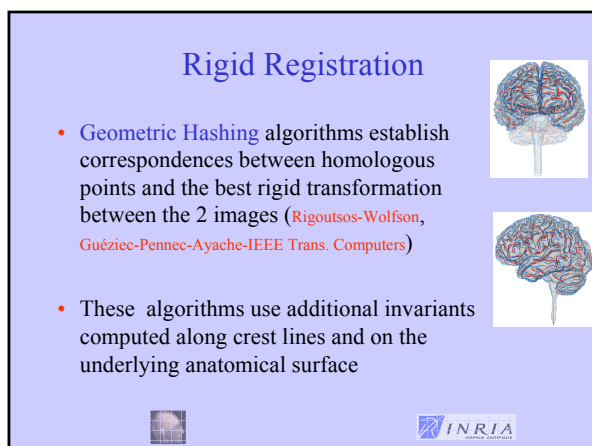 Rigid Registration
• Geometric Hashing algorithms establish
correspondences between homologous
points and the best rigid transformation
between the 2 images (Rigoutsos-Wolfson,
Guéziec-Pennec-Ayache-IEEE Trans. Computers)
• These algorithms use additional invariants
computed along crest lines and on the
underlying anatomical surface
INRIA
SOPHIA ANTIPOLIS